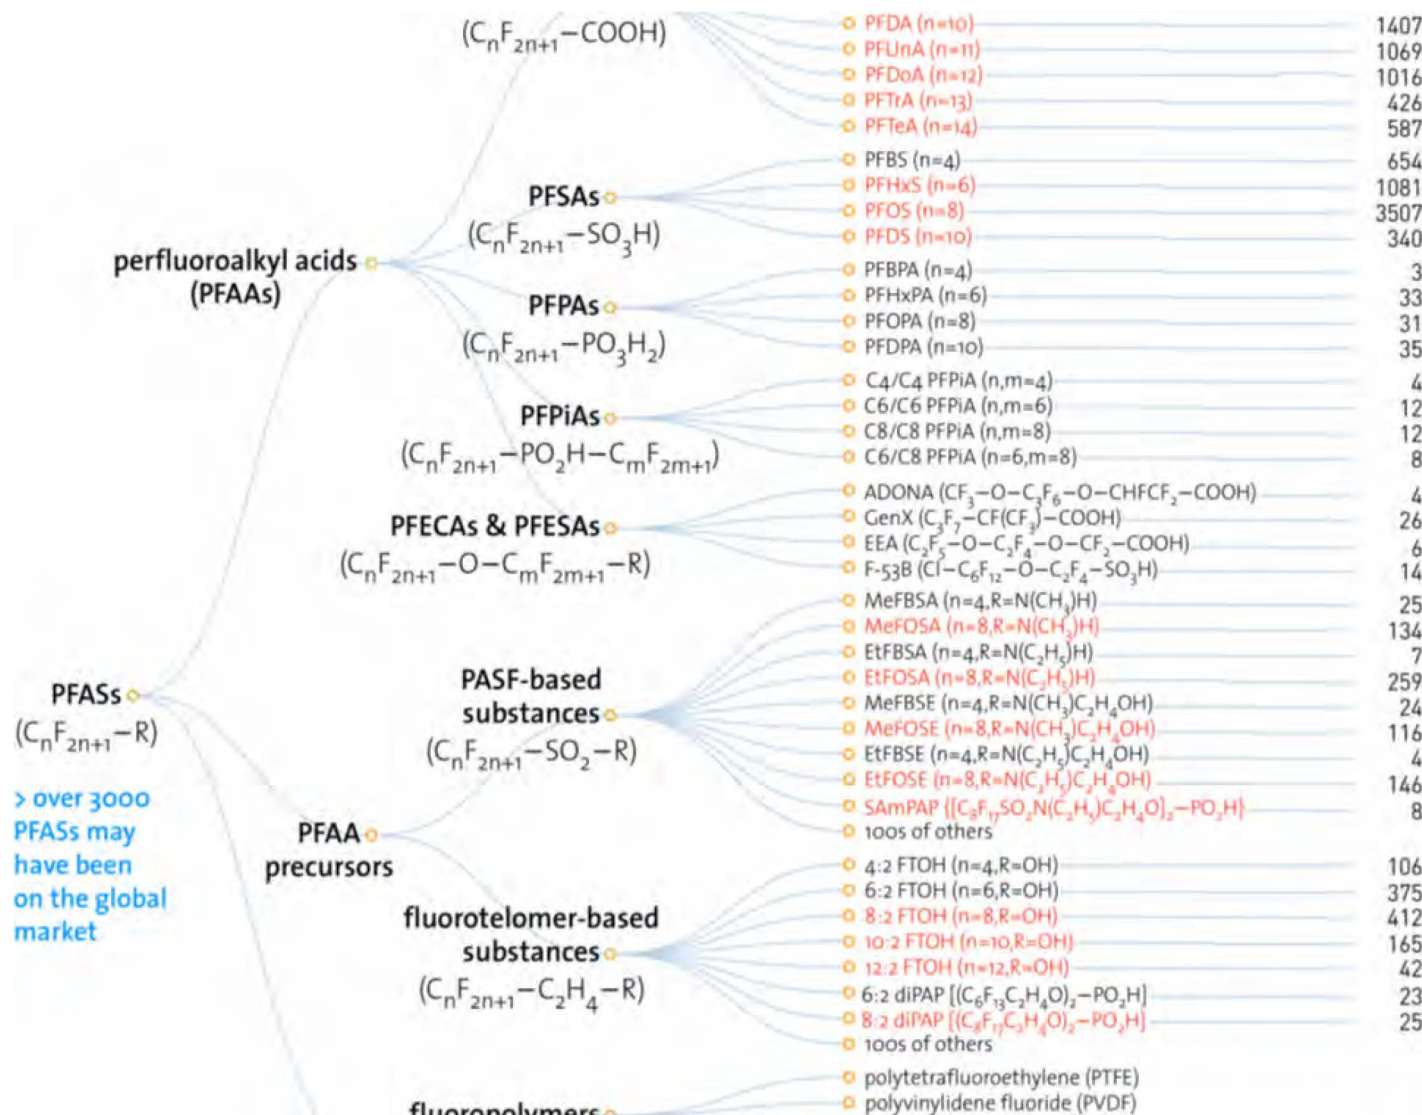 (CnF2n+1–COOH)
PFDA (n=10) 1407
PFUnA (n=11) 1069
PFDoA (n=12) 1016
PFTrA (n=13) 426
PFTeA (n=14) 587
PFSAs
(CnF2n+1–SO3H)
PFBS (n=4) 654
PFHxS (n=6) 1081
PFOS (n=8) 3507
PFDS (n=10) 340
perfluoroalkyl acids
(PFAAs)
PFPAs
(CnF2n+1–PO3H2)
PFBPA (n=4) 3
PFHxPA (n=6) 33
PFOPA (n=8) 31
PFDPA (n=10) 35
PFPiAs
(CnF2n+1–PO2H–CmF2m+1)
C4/C4 PFPiA (n,m=4) 4
C6/C6 PFPiA (n,m=6) 12
C8/C8 PFPiA (n,m=8) 12
C6/C8 PFPiA (n=6,m=8) 8
PFECAs & PFESAs
(CnF2n+1–O–CmF2m+1–R)
ADONA (CF3–O–C3F6–O–CHFCF2–COOH) 4
GenX (C3F7–CF(CF3)–COOH) 26
EEA (C2F5–O–C2F4–O–CF2–COOH) 6
F-53B (Cl–C6F12–O–C2F4–SO3H) 14
PFASs
(CnF2n+1–R)
> over 3000
PFASs may
have been
on the global
market
PASF-based
substances
(CnF2n+1–SO2–R)
MeFBSA (n=4,R=N(CH3)H) 25
MeFOSA (n=8,R=N(CH3)H) 134
EtFBSA (n=4,R=N(C2H5)H) 7
EtFOSA (n=8,R=N(C2H5)H) 259
MeFBSE (n=4,R=N(CH3)C2H4OH) 24
MeFOSE (n=8,R=N(CH3)C2H4OH) 116
EtFBSE (n=4,R=N(C2H5)C2H4OH) 4
EtFOSE (n=8,R=N(C2H5)C2H4OH) 146
SAmPAP {[C8F17SO2N(C2H5)C2H4O]2–PO2H} 8
100s of others
PFAA
precursors
fluorotelomer-based
substances
(CnF2n+1–C2H4–R)
4:2 FTOH (n=4,R=OH) 106
6:2 FTOH (n=6,R=OH) 375
8:2 FTOH (n=8,R=OH) 412
10:2 FTOH (n=10,R=OH) 165
12:2 FTOH (n=12,R=OH) 42
6:2 diPAP [(C6F13C2H4O)2–PO2H] 23
8:2 diPAP [(C8F17C2H4O)2–PO2H] 25
100s of others
fluoropolymers
polytetrafluoroethylene (PTFE)
polyvinylidene fluoride (PVDF)